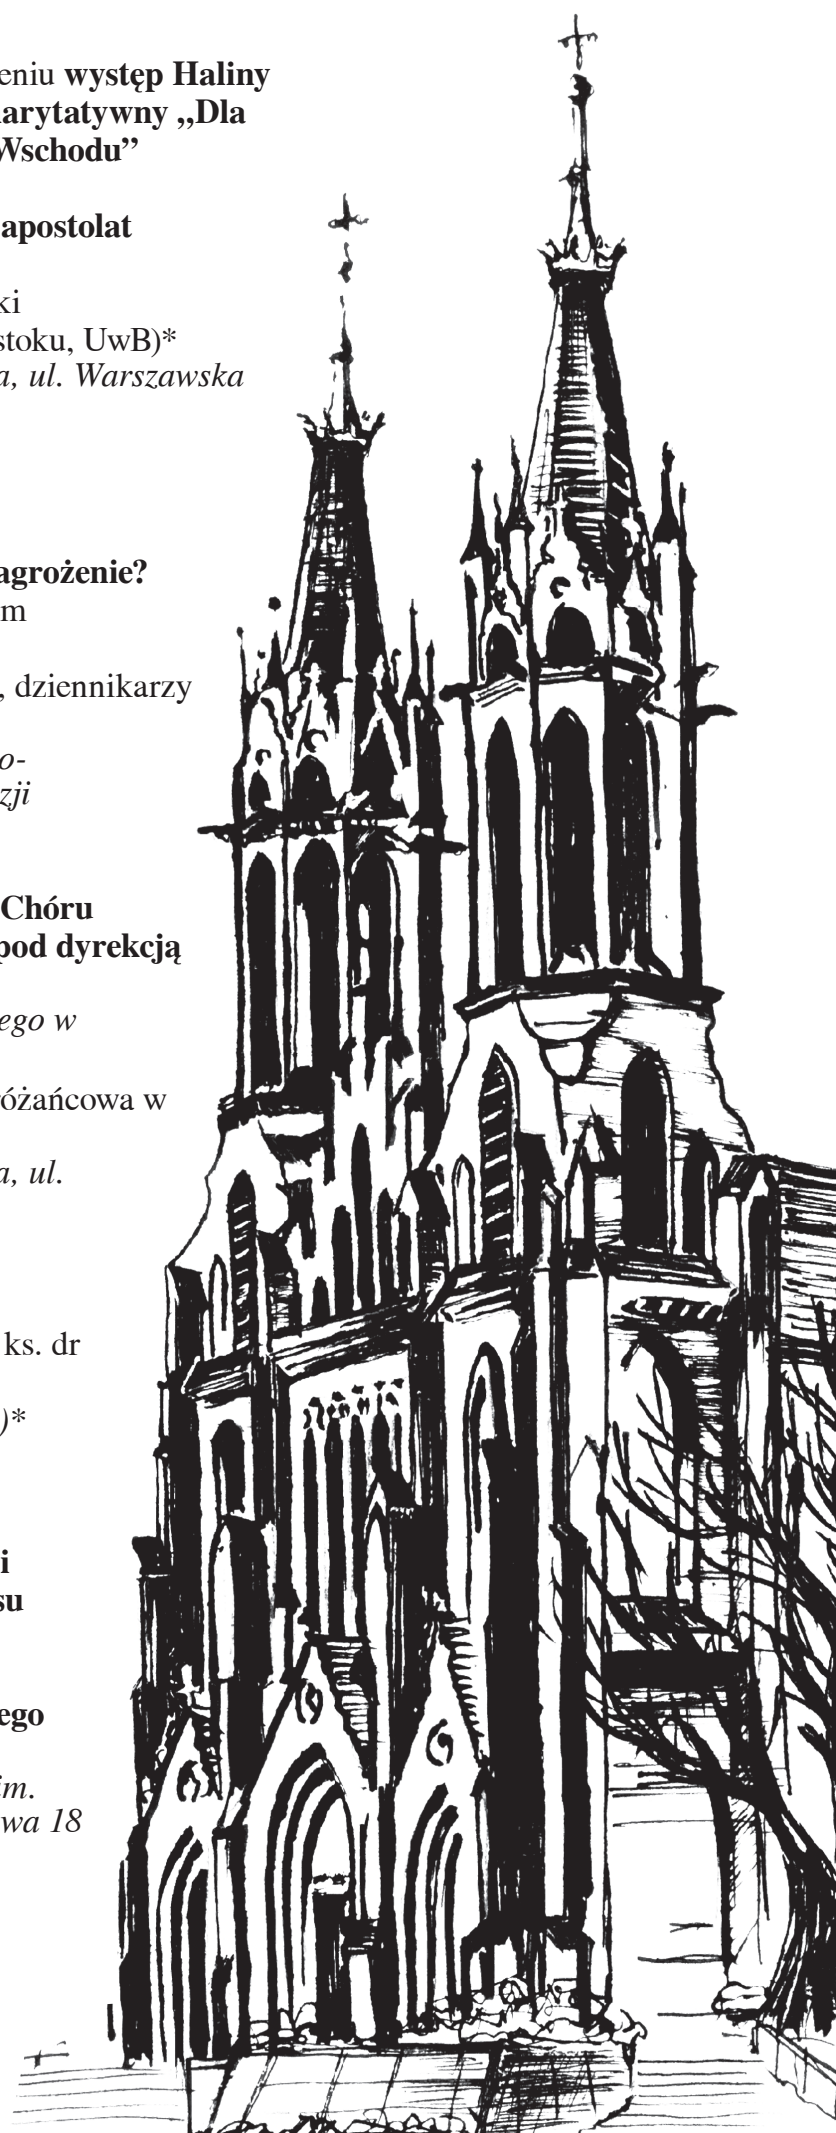 eniu występ Haliny
arytatywny „Dla
Wschodu”
apostolat
ki
stoku, UwB)*
a, ul. Warszawska
agrożenie?
m
, dziennikarzy
o-
zji
Chóru
pod dyrekcją
ego w
różańcowa w
a, ul.
ks. dr
)*
i
su
ego
im.
wa 18